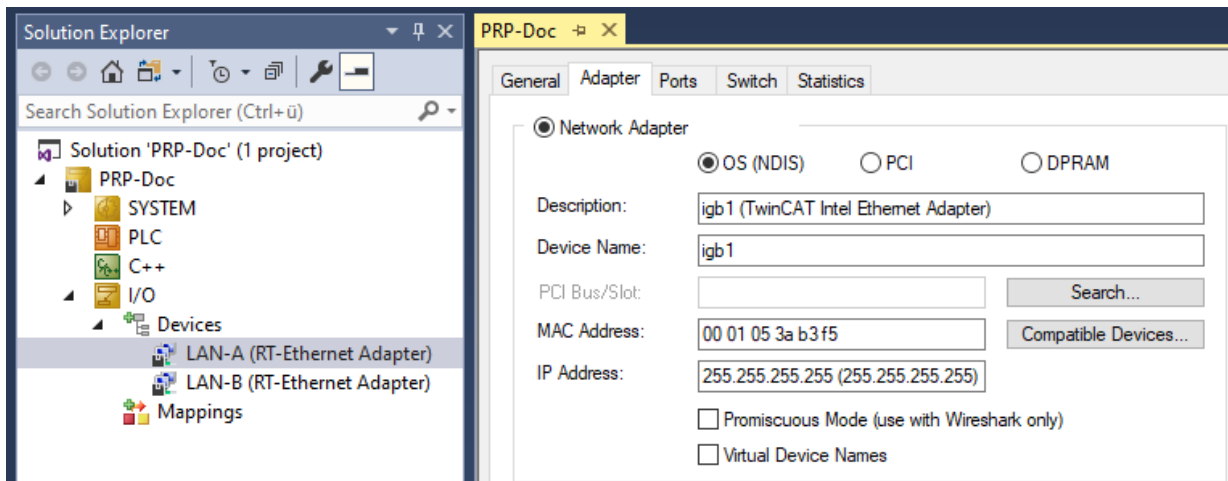 Solution Explorer
Search Solution Explorer (Ctrl+ü)
Solution 'PRP-Doc' (1 project)
PRP-Doc
SYSTEM
PLC
C++
I/O
Devices
LAN-A (RT-Ethernet Adapter)
LAN-B (RT-Ethernet Adapter)
Mappings
PRP-Doc
General Adapter Ports Switch Statistics
Network Adapter
OS (NDIS) PCI DPRAM
Description: igb1 (TwinCAT Intel Ethernet Adapter)
Device Name: igb1
PCI Bus/Slot: Search...
MAC Address: 00 01 05 3a b3 f5 Compatible Devices...
IP Address: 255.255.255.255 (255.255.255.255)
Promiscuous Mode (use with Wireshark only)
Virtual Device Names